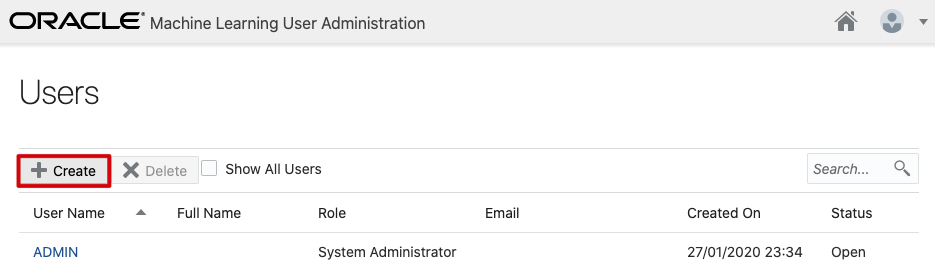 ORACLE® Machine Learning User Administration
Users
Create Delete Show All Users Search...
User Name Full Name Role Email Created On Status
ADMIN System Administrator 27/01/2020 23:34 Open